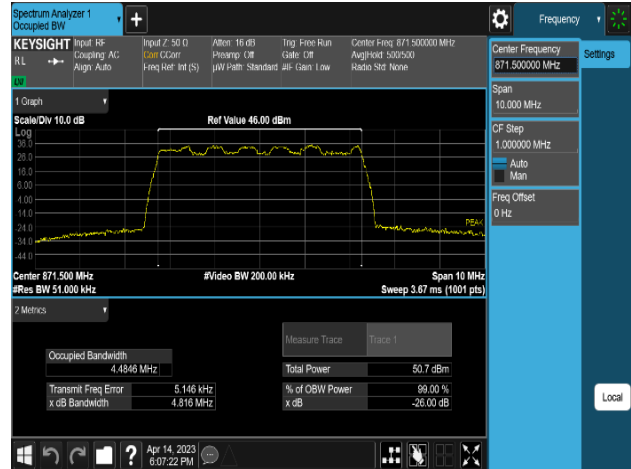 Spectrum Analyzer 1
Occupied BW
Frequency
KEYSIGHT Input: RF Input Z: 50 Ω Atten: 16 dB Trig: Free Run Center Freq: 871.500000 MHz
RL Coupling: AC Corr CCorr Preamp: Off Gate: Off Avg|Hold: 500/500
Align: Auto Freq Ref: Int (S) µW Path: Standard #IF Gain: Low Radio Std: None
LXI
Center Frequency
871.500000 MHz
Settings
Span
10.000 MHz
CF Step
1.000000 MHz
Auto
Man
Freq Offset
0 Hz
1 Graph
Scale/Div 10.0 dB Ref Value 46.00 dBm
Log
36.0
26.0
16.0
6.00
-4.00
-14.0
-24.0
-34.0
-44.0
PEAK
Center 871.500 MHz #Video BW 200.00 kHz Span 10 MHz
#Res BW 51.000 kHz Sweep 3.67 ms (1001 pts)
2 Metrics
Measure Trace Trace 1
Occupied Bandwidth
4.4846 MHz
Total Power 50.7 dBm
Transmit Freq Error 5.146 kHz % of OBW Power 99.00 %
x dB Bandwidth 4.816 MHz x dB -26.00 dB
Local
? Apr 14, 2023
6:07:22 PM